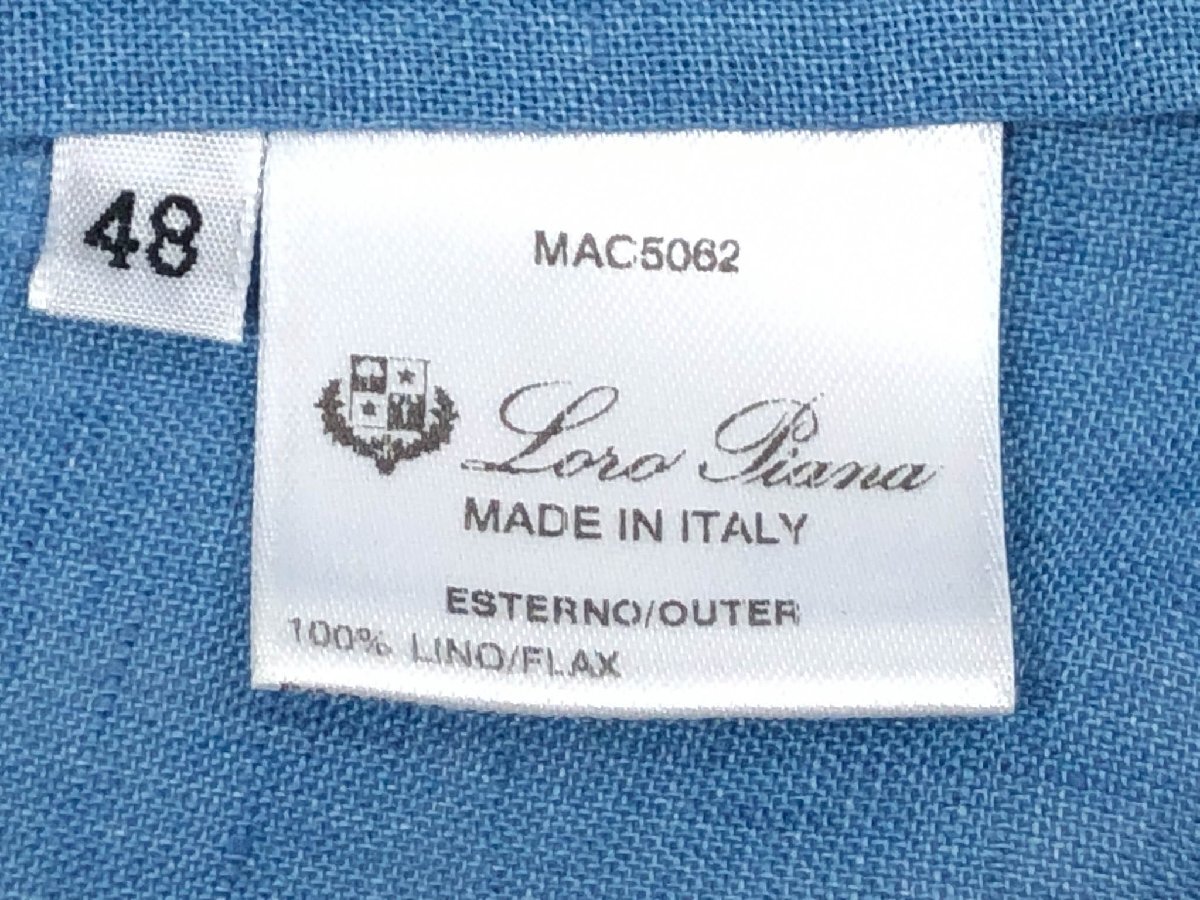 48
MAC5062
Loro Piana
MADE IN ITALY
ESTERNO/OUTER
100% LINO/FLAX